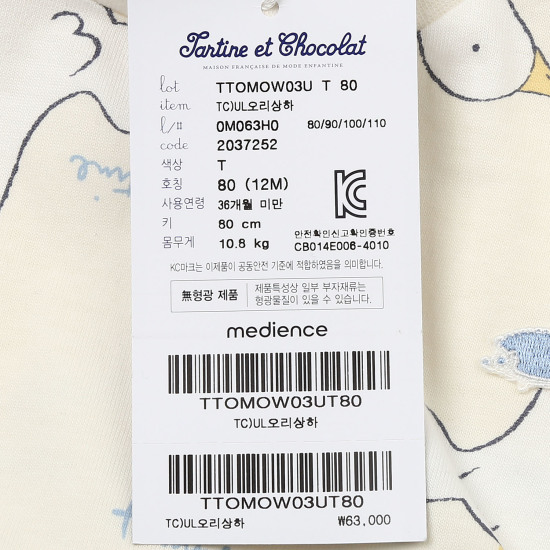 Tartine et Chocolat
MAISON FRANÇAISE DE MODE ENFANTINE
lot TTOMOW03U T 80
item TC)UL오리상하
l/# 0M063H0 80/90/100/110
code 2037252
색상 T
호칭 80 (12M)
사용연령 36개월 미만
키 80 cm
몸무게 10.8 kg
안전확인신고확인증번호
CB014E006-4010
KC마크는 이제품이 공동안전 기준에 적합하였음을 의미합니다.
無형광 제품
제품특성상 일부 부자재류는
형광물질이 있을 수 있습니다.
medience
TTOMOW03UT80
TC)UL오리상하
TTOMOW03UT80
TC)UL오리상하 ₩63,000
tine